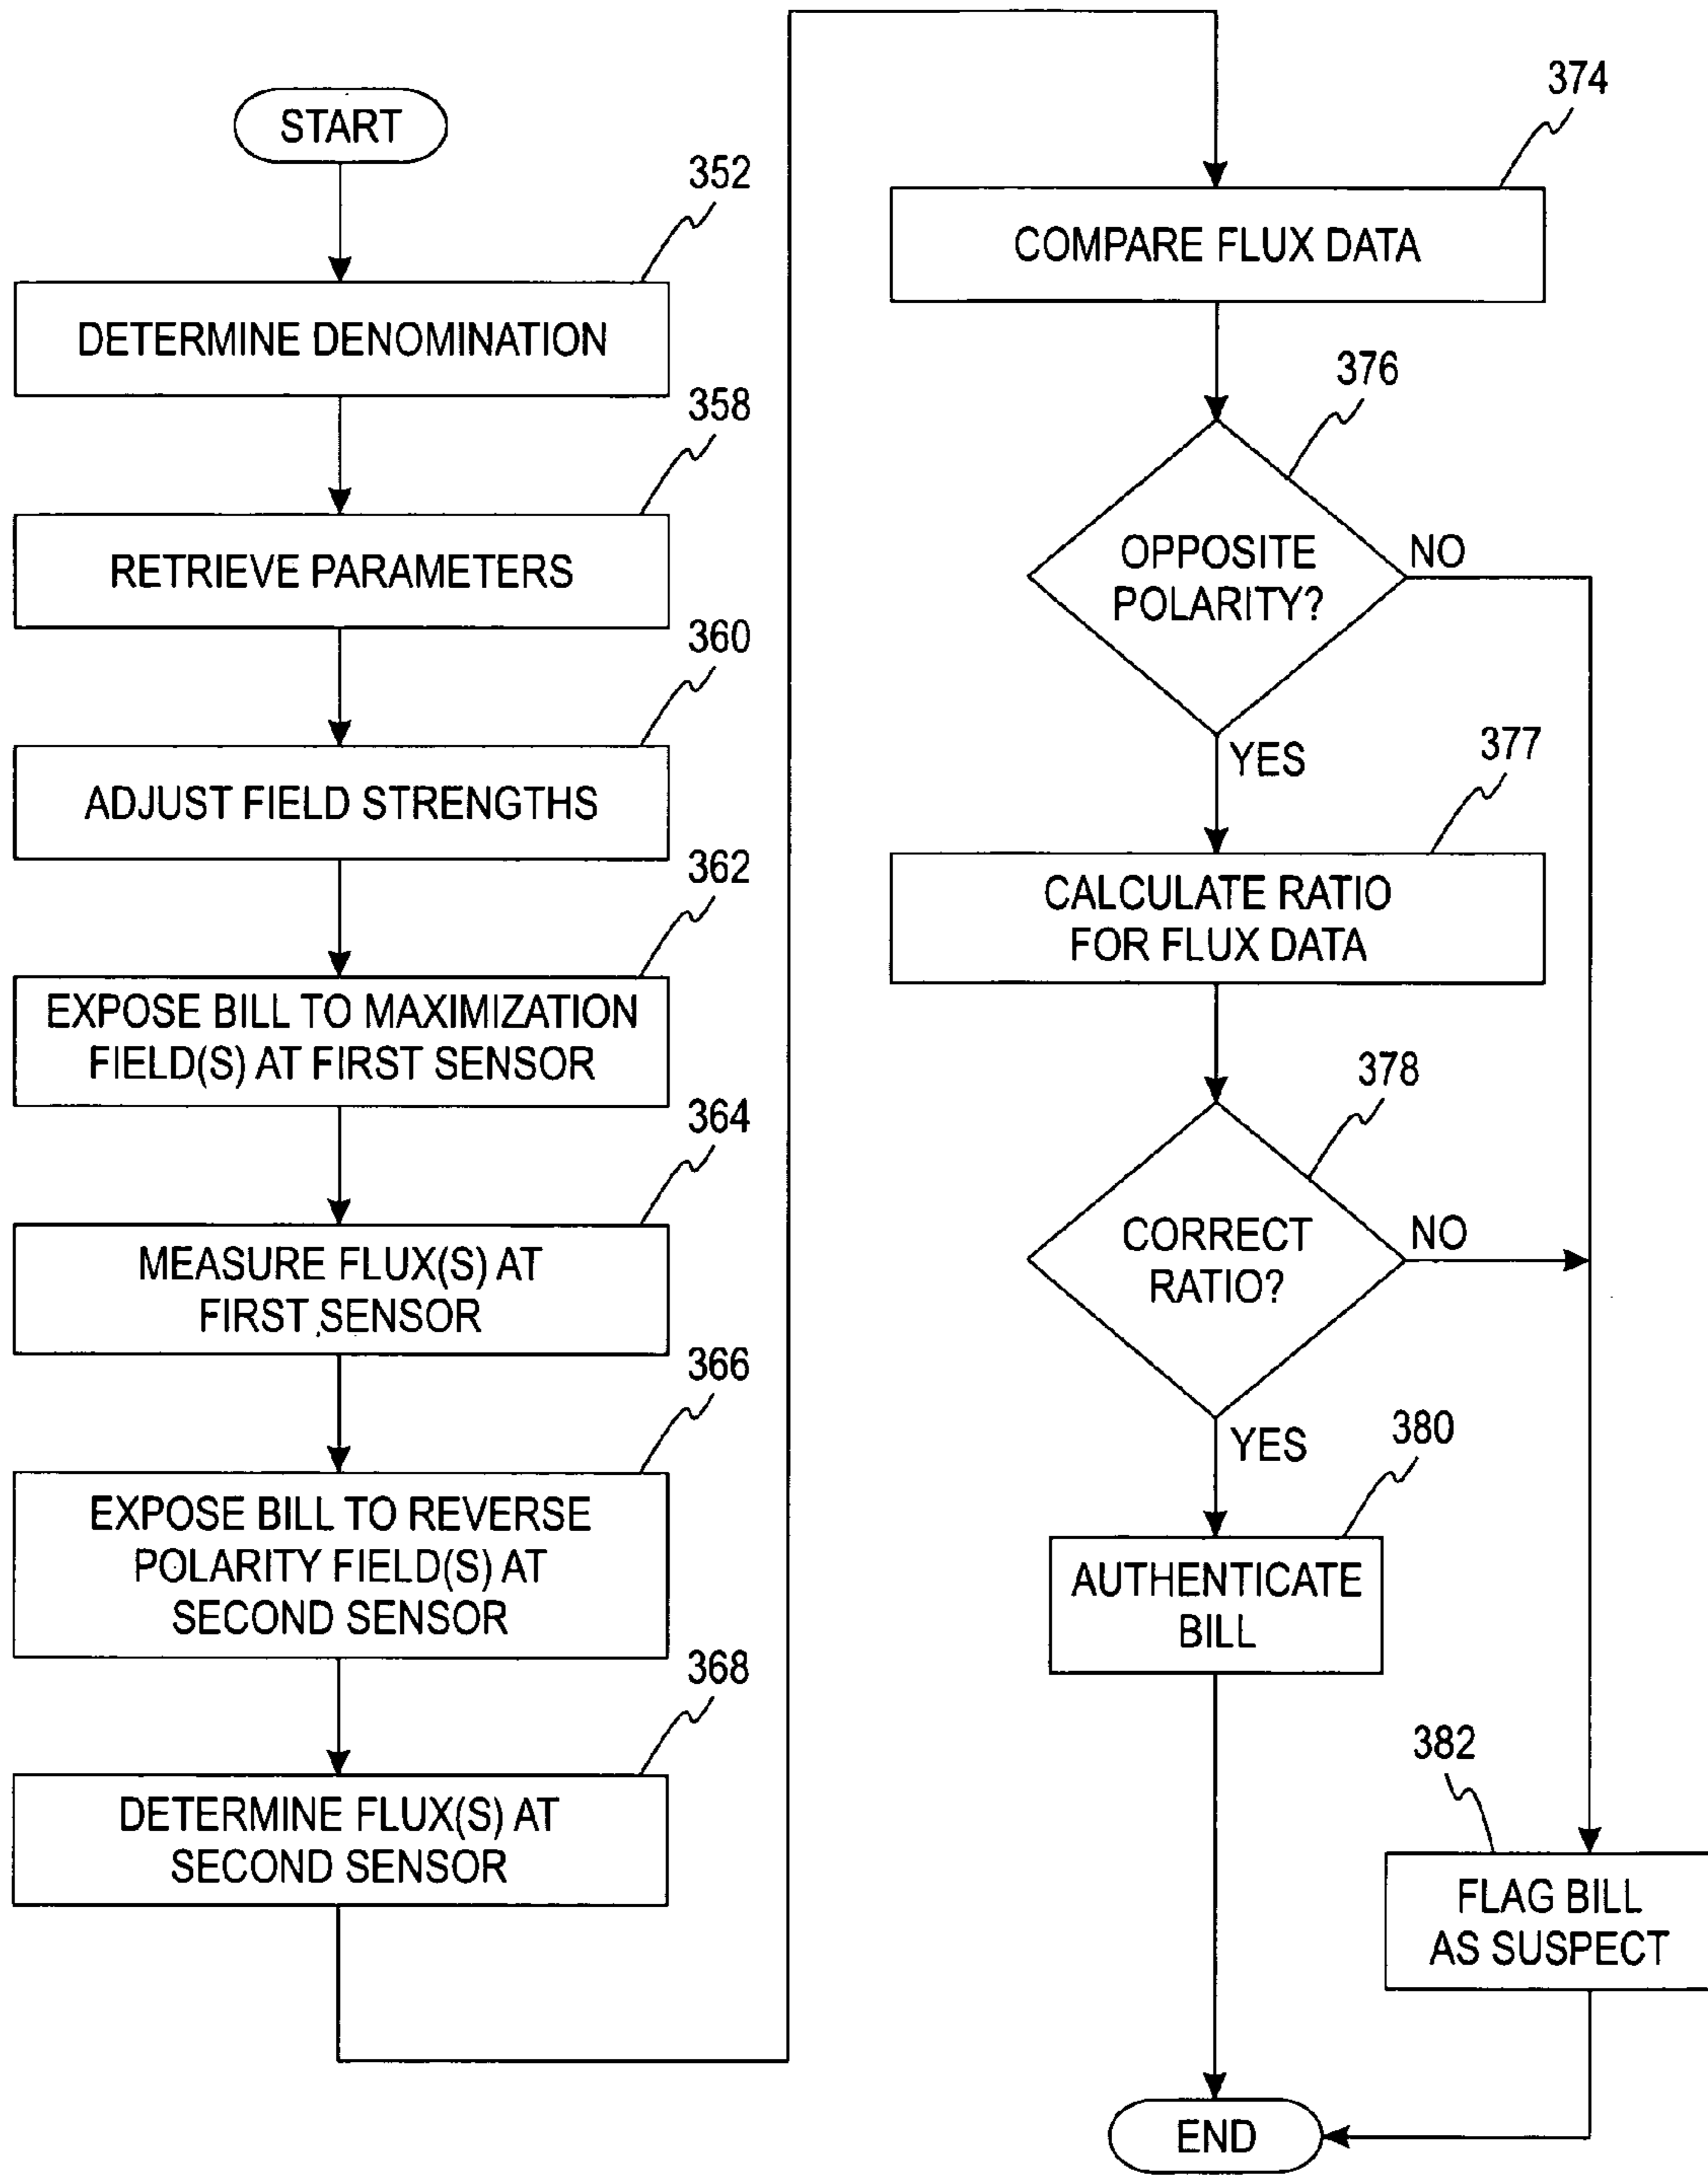 START
352
DETERMINE DENOMINATION
358
RETRIEVE PARAMETERS
360
ADJUST FIELD STRENGTHS
362
EXPOSE BILL TO MAXIMIZATION
FIELD(S) AT FIRST SENSOR
364
MEASURE FLUX(S) AT
FIRST SENSOR
366
EXPOSE BILL TO REVERSE
POLARITY FIELD(S) AT
SECOND SENSOR
368
DETERMINE FLUX(S) AT
SECOND SENSOR
374
COMPARE FLUX DATA
376
OPPOSITE
POLARITY?
NO
YES
377
CALCULATE RATIO
FOR FLUX DATA
378
CORRECT
RATIO?
NO
YES
380
AUTHENTICATE
BILL
382
FLAG BILL
AS SUSPECT
END